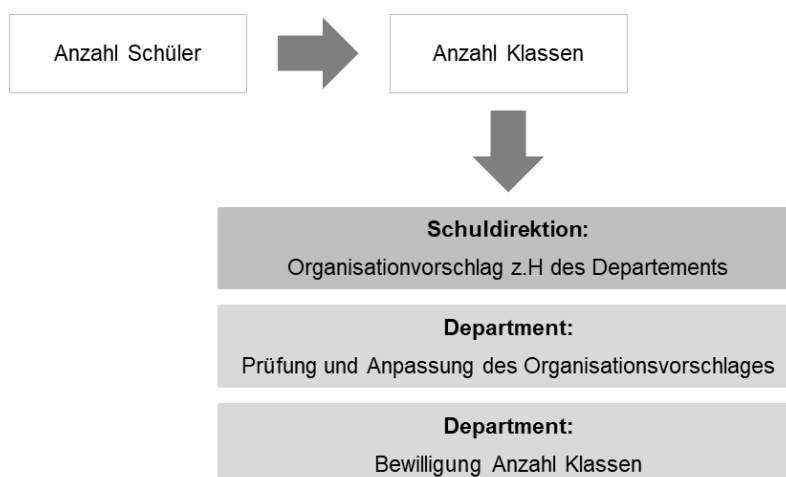 Anzahl Schüler
Anzahl Klassen
Schuldirektion:
Organisationvorschlag z.H des Departements
Department:
Prüfung und Anpassung des Organisationsvorschlages
Department:
Bewilligung Anzahl Klassen